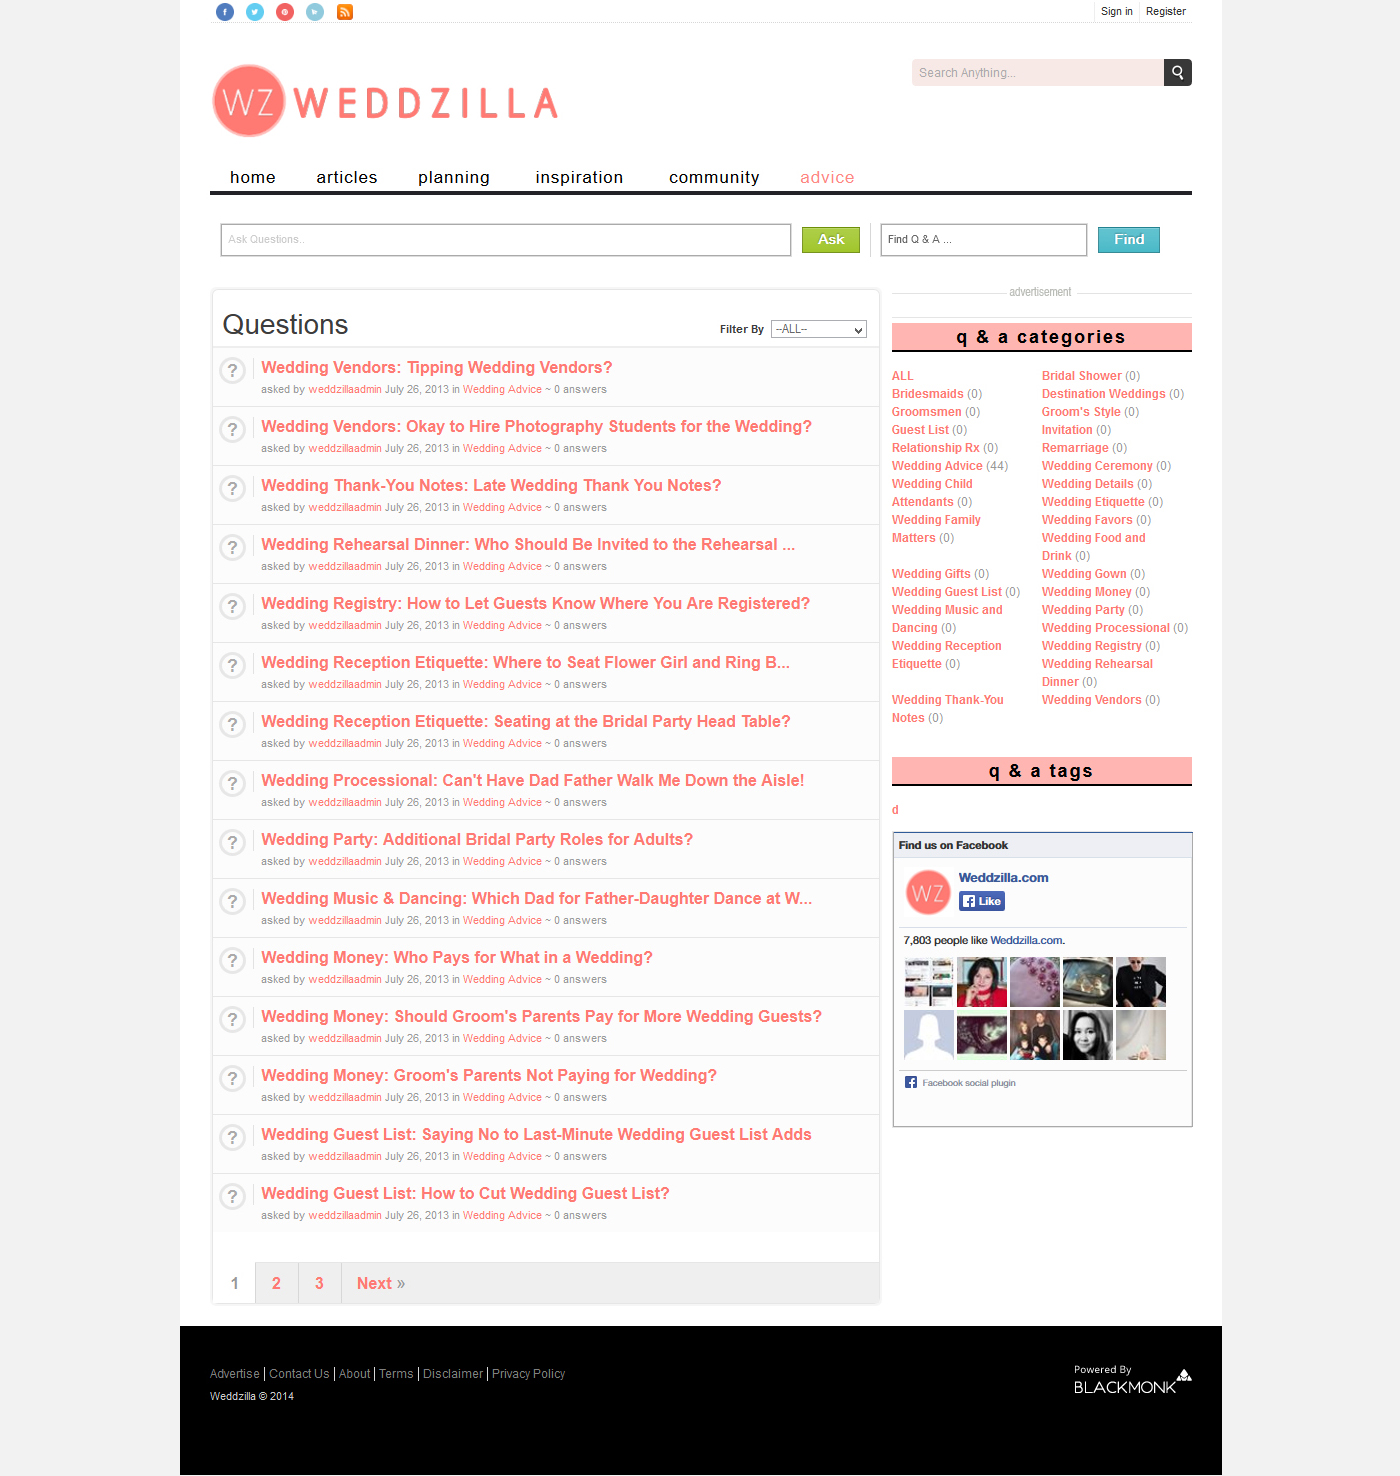 Sign in
Register
WZ WEDDZILLA
Search Anything...
home articles planning inspiration community advice
Ask Questions..
Ask
Find Q & A ...
Find
Questions
Filter By --ALL--
? Wedding Vendors: Tipping Wedding Vendors?
asked by weddzillaadmin July 26, 2013 in Wedding Advice ~ 0 answers
? Wedding Vendors: Okay to Hire Photography Students for the Wedding?
asked by weddzillaadmin July 26, 2013 in Wedding Advice ~ 0 answers
? Wedding Thank-You Notes: Late Wedding Thank You Notes?
asked by weddzillaadmin July 26, 2013 in Wedding Advice ~ 0 answers
? Wedding Rehearsal Dinner: Who Should Be Invited to the Rehearsal ...
asked by weddzillaadmin July 26, 2013 in Wedding Advice ~ 0 answers
? Wedding Registry: How to Let Guests Know Where You Are Registered?
asked by weddzillaadmin July 26, 2013 in Wedding Advice ~ 0 answers
? Wedding Reception Etiquette: Where to Seat Flower Girl and Ring B...
asked by weddzillaadmin July 26, 2013 in Wedding Advice ~ 0 answers
? Wedding Reception Etiquette: Seating at the Bridal Party Head Table?
asked by weddzillaadmin July 26, 2013 in Wedding Advice ~ 0 answers
? Wedding Processional: Can't Have Dad Father Walk Me Down the Aisle!
asked by weddzillaadmin July 26, 2013 in Wedding Advice ~ 0 answers
? Wedding Party: Additional Bridal Party Roles for Adults?
asked by weddzillaadmin July 26, 2013 in Wedding Advice ~ 0 answers
? Wedding Music & Dancing: Which Dad for Father-Daughter Dance at W...
asked by weddzillaadmin July 26, 2013 in Wedding Advice ~ 0 answers
? Wedding Money: Who Pays for What in a Wedding?
asked by weddzillaadmin July 26, 2013 in Wedding Advice ~ 0 answers
? Wedding Money: Should Groom's Parents Pay for More Wedding Guests?
asked by weddzillaadmin July 26, 2013 in Wedding Advice ~ 0 answers
? Wedding Money: Groom's Parents Not Paying for Wedding?
asked by weddzillaadmin July 26, 2013 in Wedding Advice ~ 0 answers
? Wedding Guest List: Saying No to Last-Minute Wedding Guest List Adds
asked by weddzillaadmin July 26, 2013 in Wedding Advice ~ 0 answers
? Wedding Guest List: How to Cut Wedding Guest List?
asked by weddzillaadmin July 26, 2013 in Wedding Advice ~ 0 answers
1 2 3 Next »
advertisement
q & a categories
ALL
Bridal Shower (0)
Bridesmaids (0)
Destination Weddings (0)
Groomsmen (0)
Groom's Style (0)
Guest List (0)
Invitation (0)
Relationship Rx (0)
Remarriage (0)
Wedding Advice (44)
Wedding Ceremony (0)
Wedding Child
Attendants (0)
Wedding Details (0)
Wedding Etiquette (0)
Wedding Family
Matters (0)
Wedding Favors (0)
Wedding Food and
Drink (0)
Wedding Gifts (0)
Wedding Gown (0)
Wedding Guest List (0)
Wedding Money (0)
Wedding Music and
Dancing (0)
Wedding Party (0)
Wedding Processional (0)
Wedding Reception
Etiquette (0)
Wedding Registry (0)
Wedding Rehearsal
Dinner (0)
Wedding Thank-You
Notes (0)
Wedding Vendors (0)
q & a tags
d
Find us on Facebook
WZ
Weddzilla.com
Like
7,803 people like Weddzilla.com.
Facebook social plugin
Advertise | Contact Us | About | Terms | Disclaimer | Privacy Policy
Weddzilla © 2014
Powered By
BLACKMONK